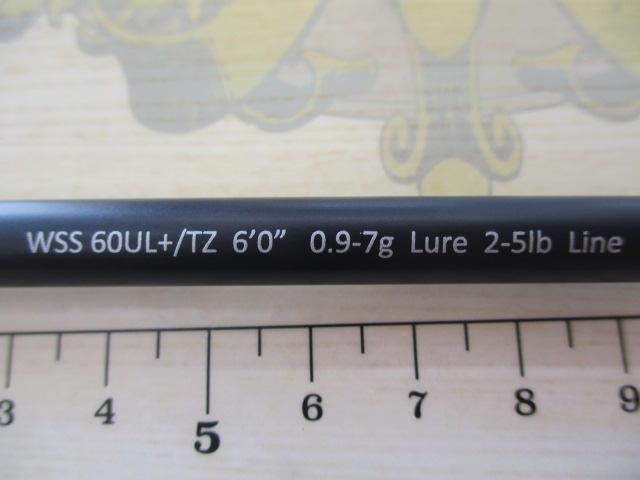 WSS 60UL+/TZ 6'0” 0.9-7g Lure 2-5lb Line
3 4 5 6 7 8 9